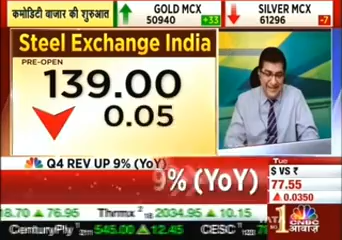 कमोडिटी बाजार की शुरुआत
GOLD MCX
50940 +33
SILVER MCX
61296 -7
Steel Exchange India
PRE-OPEN
139.00
0.05
Q4 REV UP 9% (YoY)
9% (YoY)
Tue
$ VS ₹
77.55
0.0350
CNBC
आवाज़
18.70 76.95 Thrmx 2034.95 10.15
CenturyPly 545.00 12.45 CESC